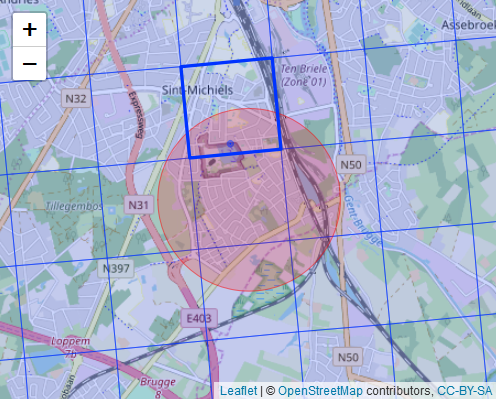 Andries
+
−
Assebroek
Ten Briele
(Zone 01)
N32
Sint-Michiels
Expresweg
N50
Tillegembos
N31
Gent-Brugge
N397
E403
Loppem
7b
N50
Brugge
8
Leaflet | © OpenStreetMap contributors, CC-BY-SA